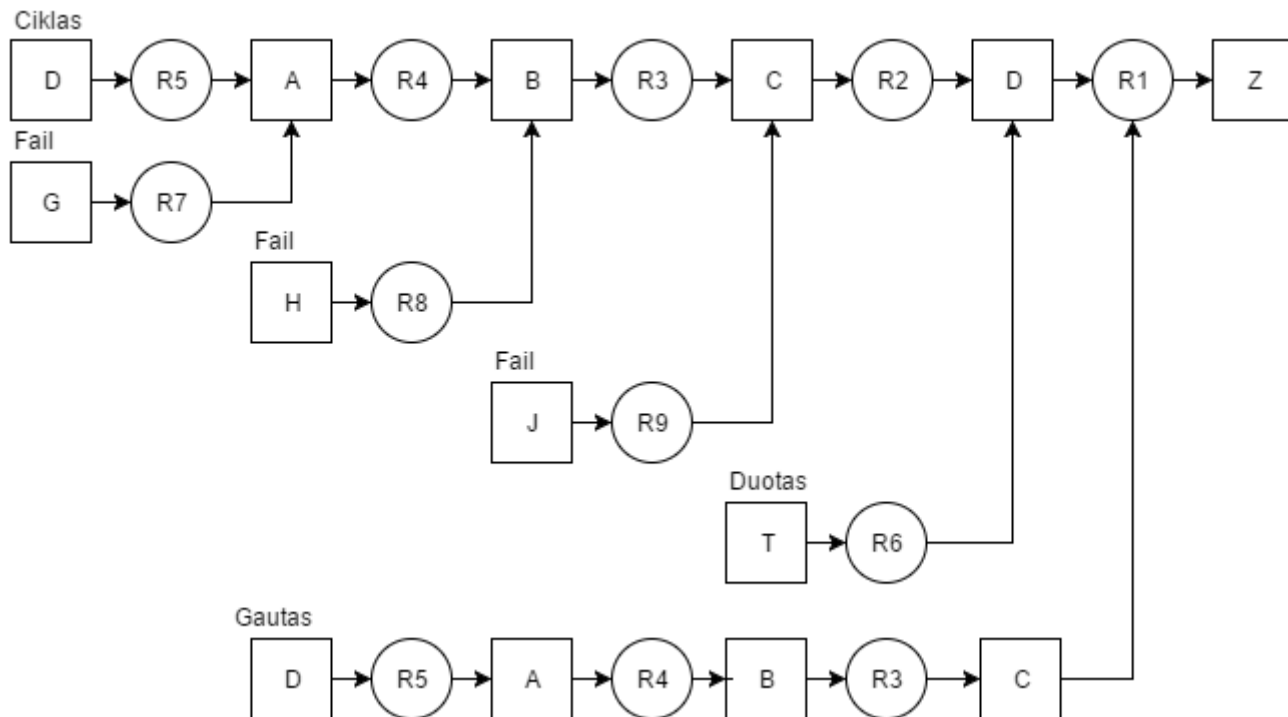 Ciklas
D R5 A R4 B R3 C R2 D R1 Z
Fail
G R7
Fail
H R8
Fail
J R9
Duotas
T R6
Gautas
D R5 A R4 B R3 C